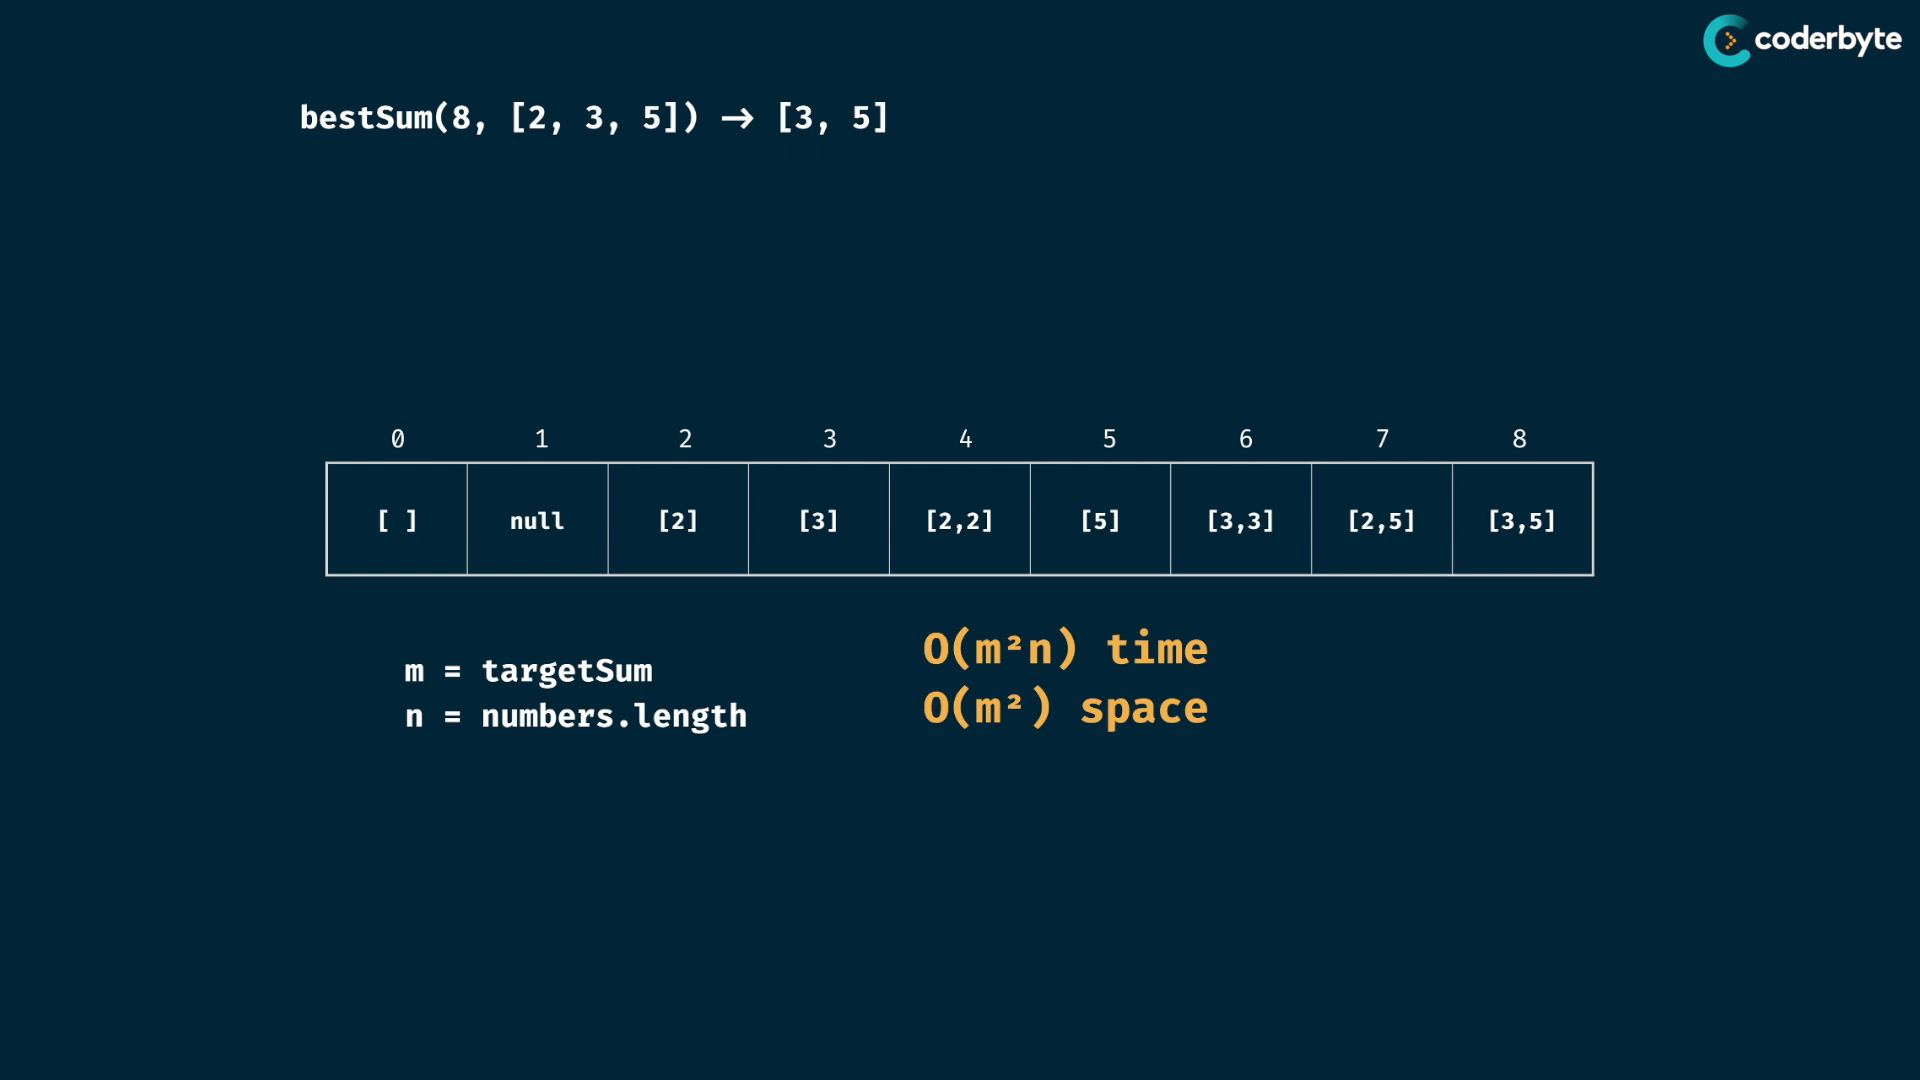 coderbyte
bestSum(8, [2, 3, 5]) → [3, 5]
0 1 2 3 4 5 6 7 8
[ ] null [2] [3] [2,2] [5] [3,3] [2,5] [3,5]
m = targetSum
n = numbers.length
O(m²n) time
O(m²) space